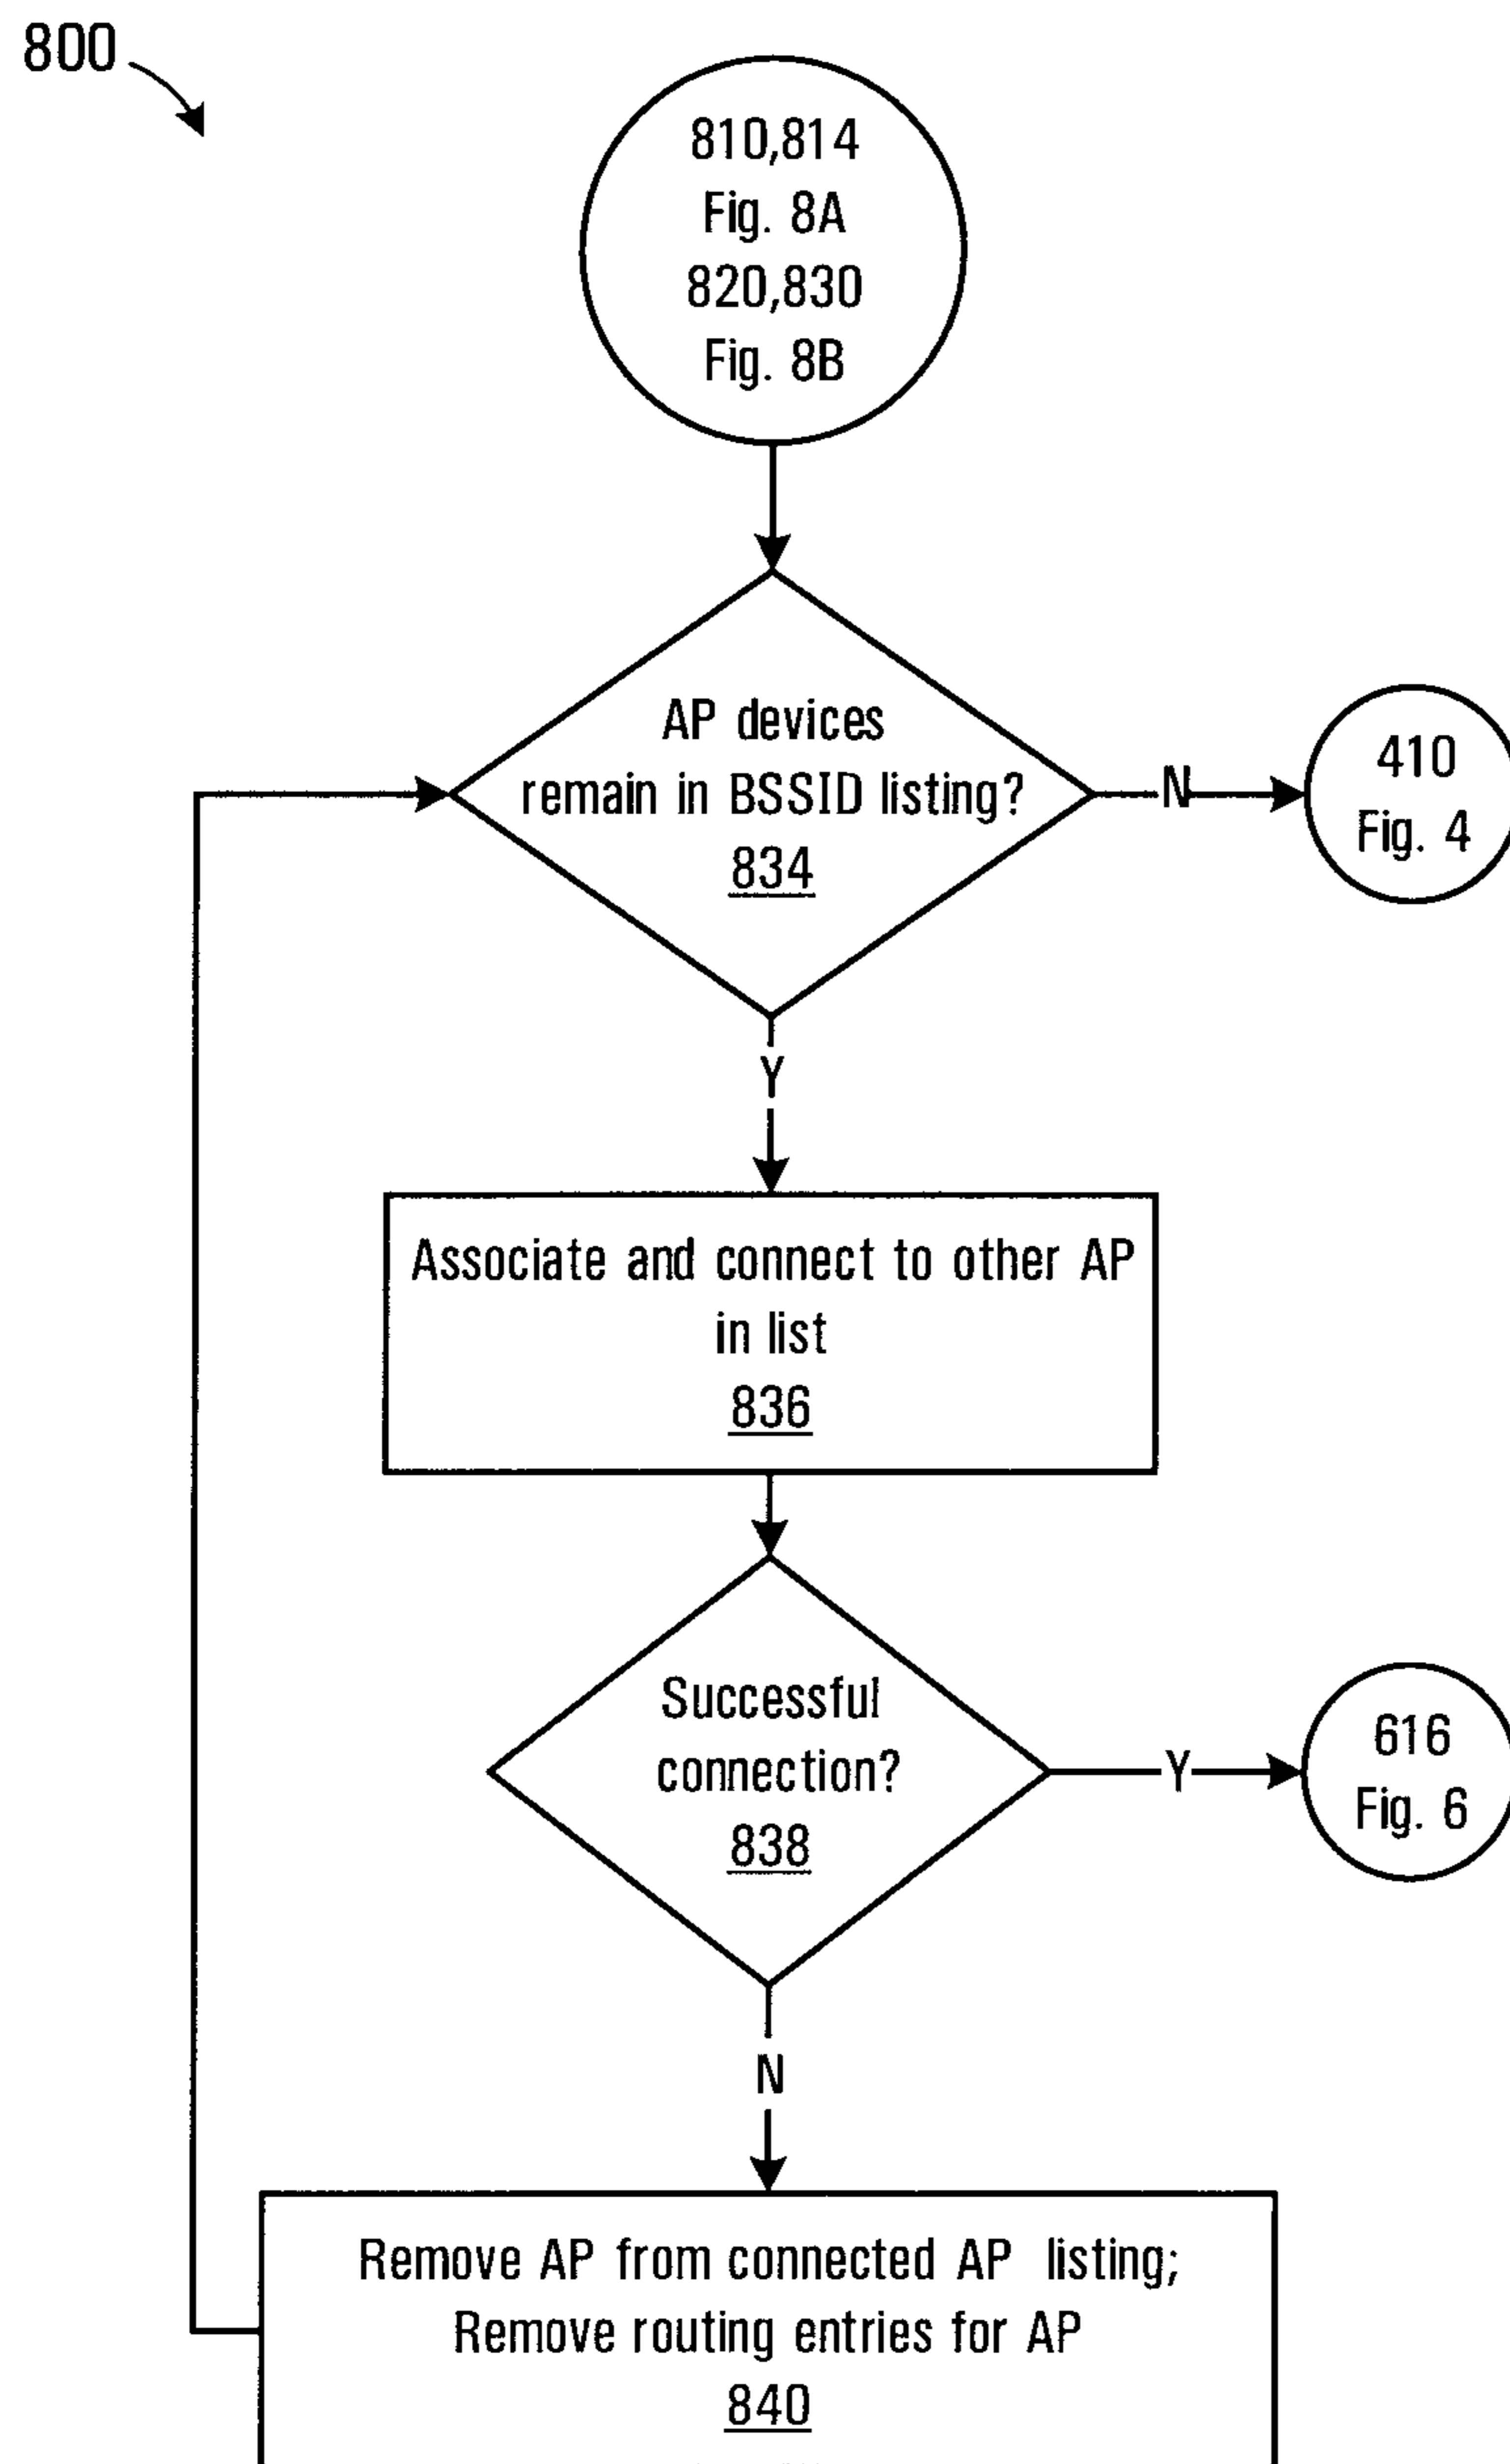 800
810,814
Fig. 8A
820,830
Fig. 8B
AP devices
remain in BSSID listing?
834
N
410
Fig. 4
Y
Associate and connect to other AP
in list
836
Successful
connection?
838
Y
616
Fig. 6
N
Remove AP from connected AP listing;
Remove routing entries for AP
840